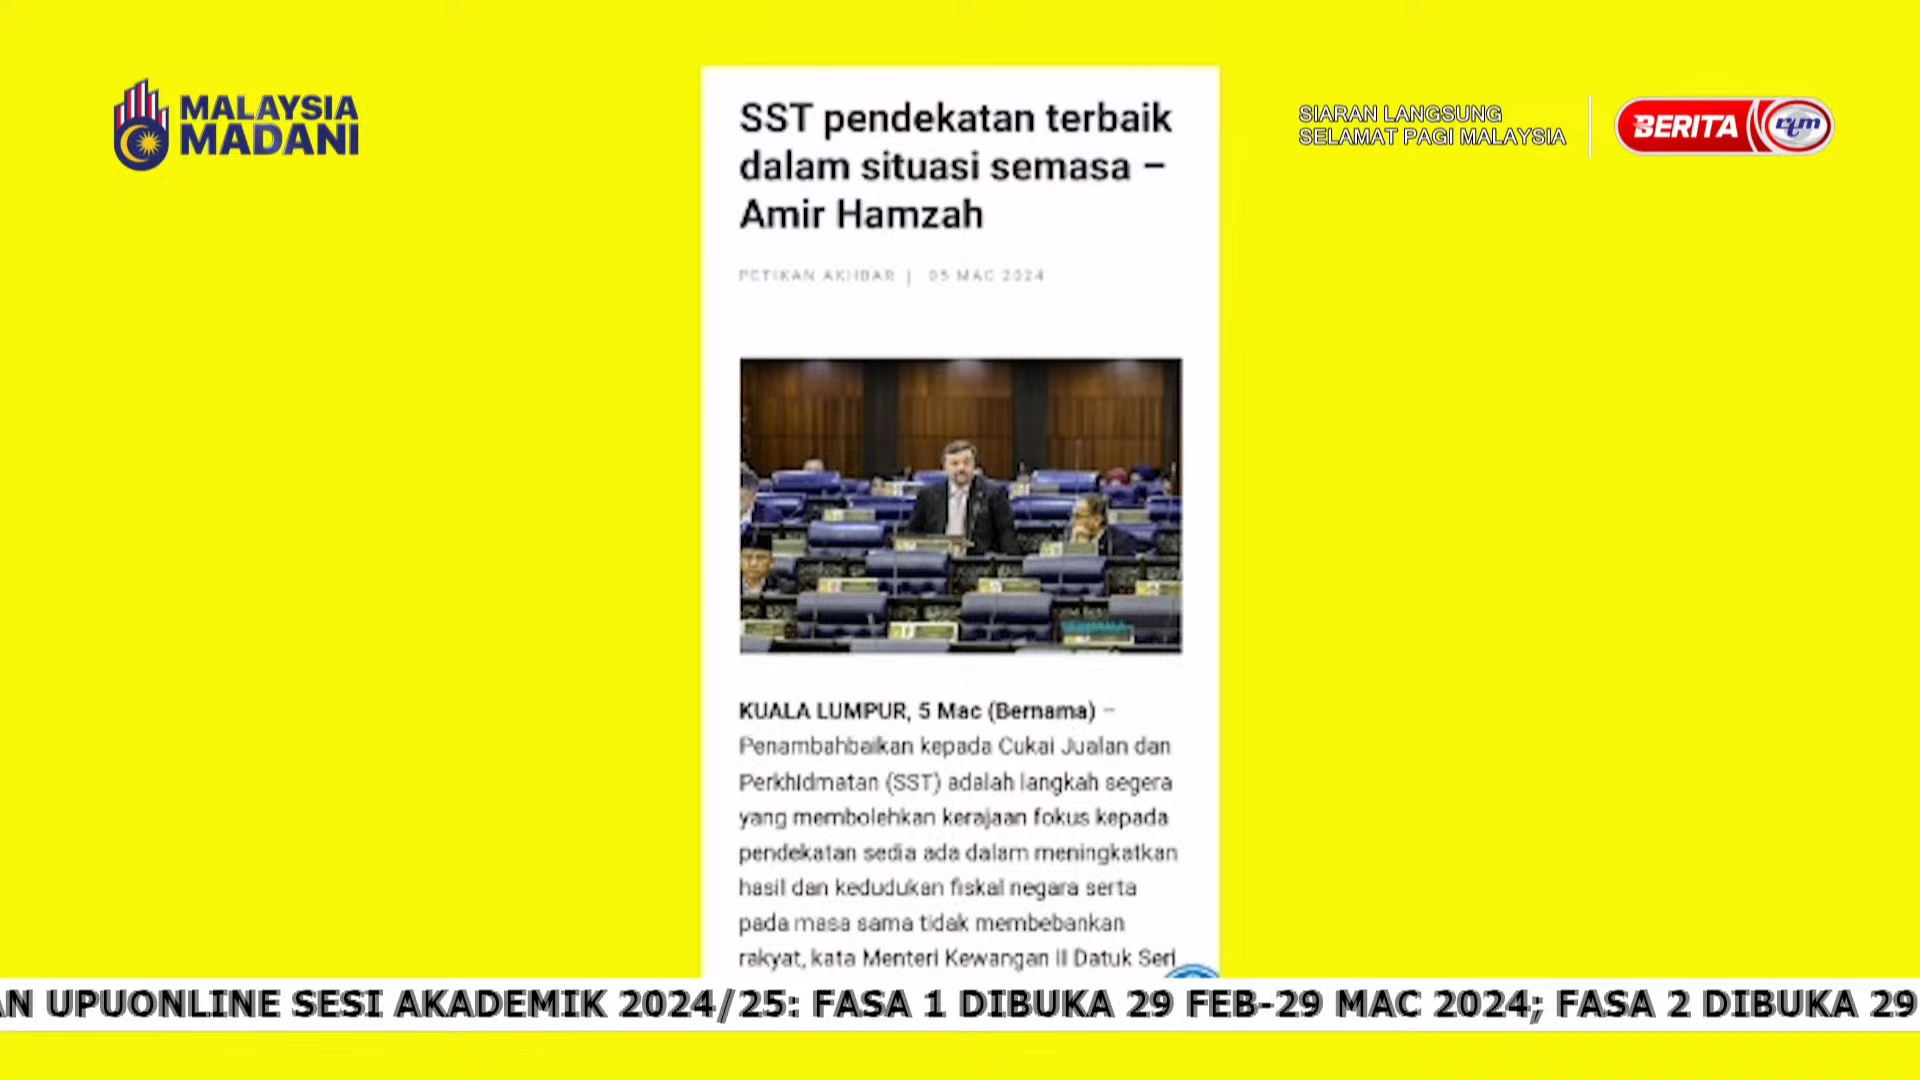 MALAYSIA
MADANI
SIARAN LANGSUNG
SELAMAT PAGI MALAYSIA
BERITA rtm
SST pendekatan terbaik
dalam situasi semasa –
Amir Hamzah
PETIKAN AKHBAR | 05 MAC 2024
KUALA LUMPUR, 5 Mac (Bernama) –
Penambahbaikan kepada Cukai Jualan dan
Perkhidmatan (SST) adalah langkah segera
yang membolehkan kerajaan fokus kepada
pendekatan sedia ada dalam meningkatkan
hasil dan kedudukan fiskal negara serta
pada masa sama tidak membebankan
rakyat, kata Menteri Kewangan II Datuk Seri
AN UPUONLINE SESI AKADEMIK 2024/25: FASA 1 DIBUKA 29 FEB-29 MAC 2024; FASA 2 DIBUKA 29